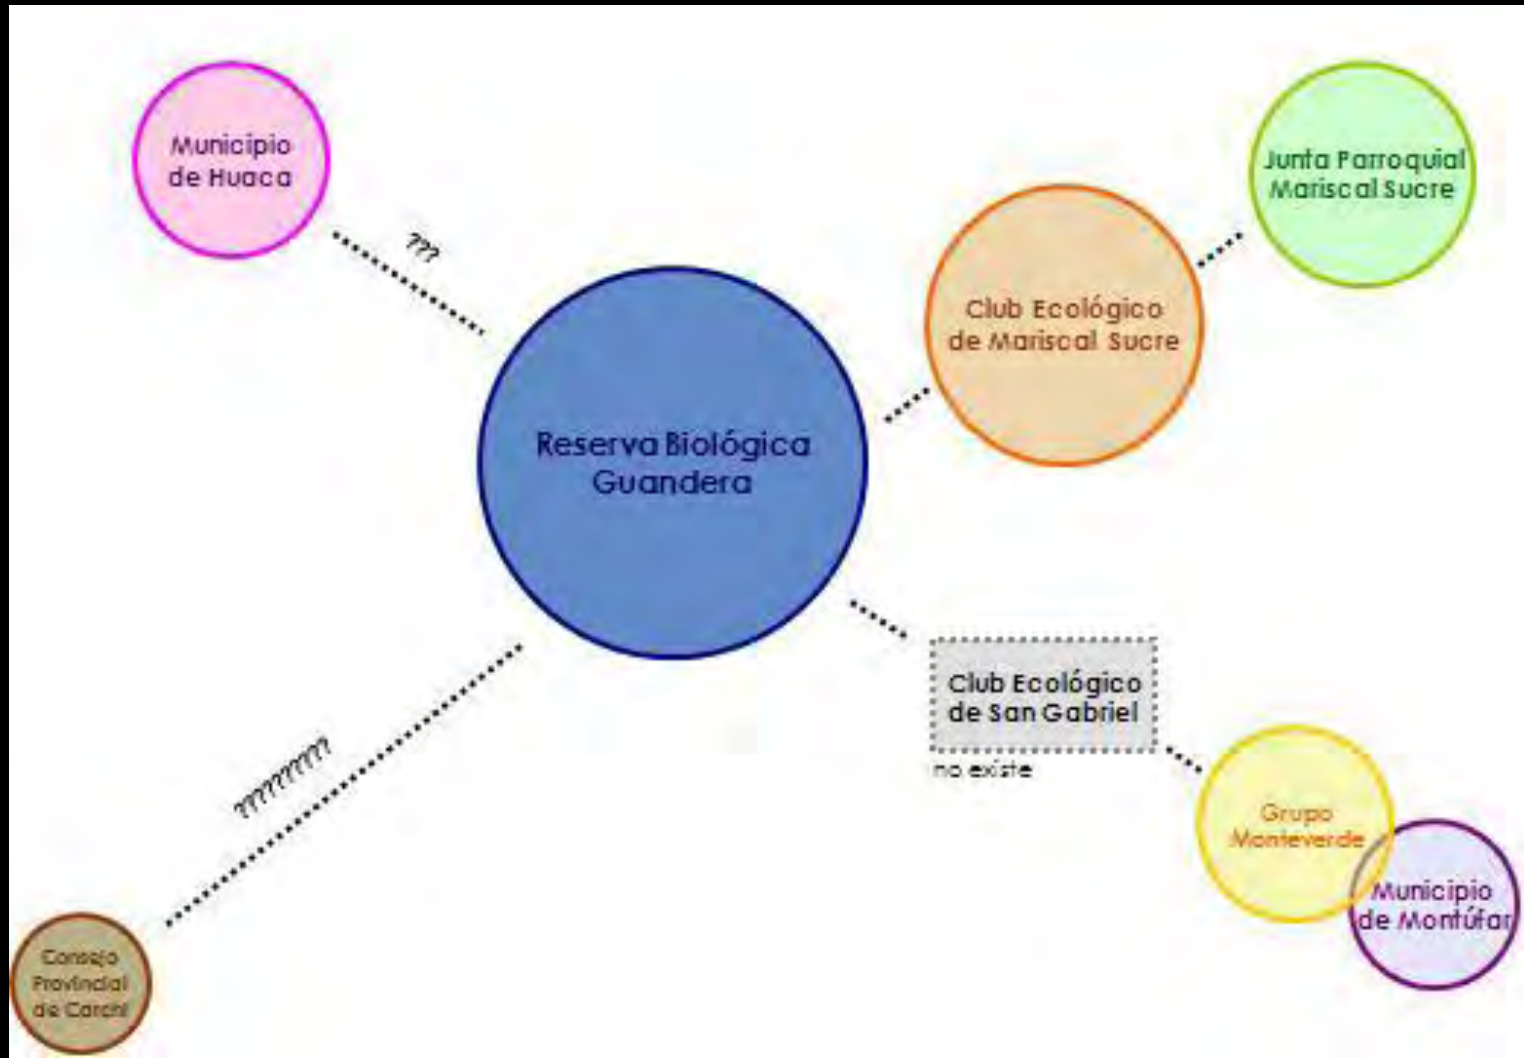 Municipio
de Huaca
???
Junta Parroquial
Mariscal Sucre
Club Ecológico
de Mariscal Sucre
Reserva Biológica
Guandera
Club Ecológico
de San Gabriel
no existe
??????????
Grupo
Monteverde
Municipio
de Montúfar
Consejo
Provincial
de Carchi